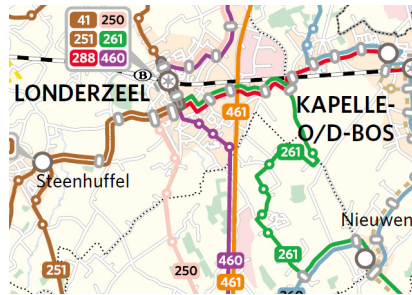 41 250
251 261
288 460
B
LONDERZEEL
461
KAPELLE-
O/D-BOS
261
Steenhuffel
Nieuwen
261
460
250
251
461